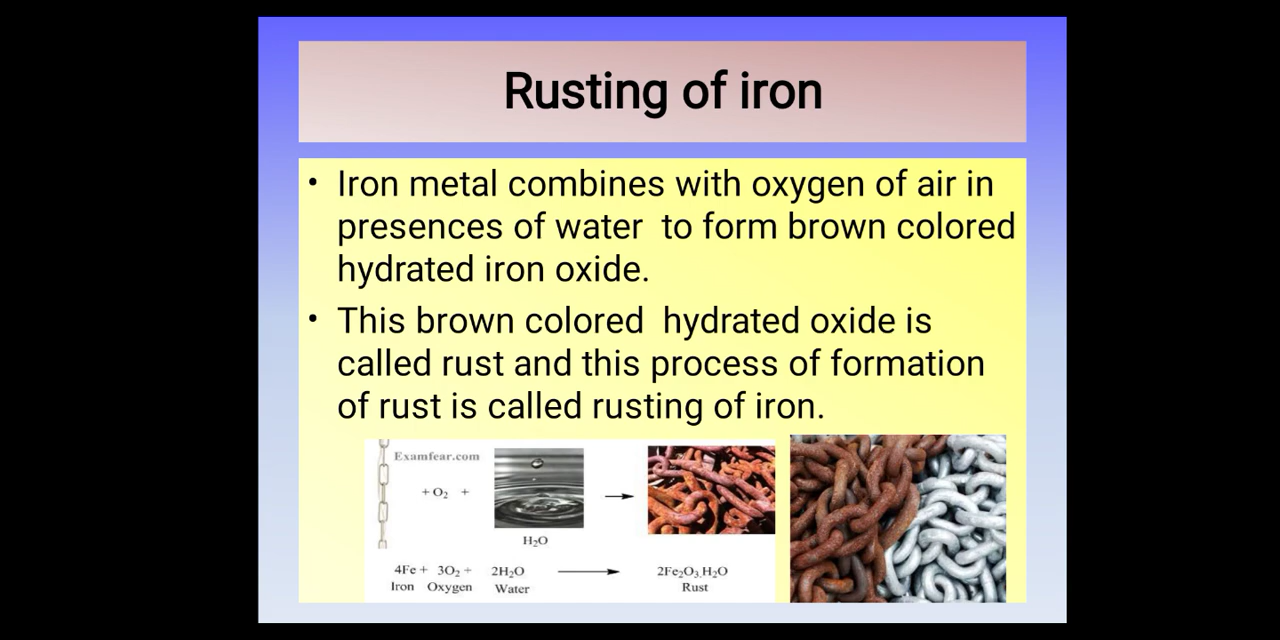 Rusting of iron
• Iron metal combines with oxygen of air in
presences of water  to form brown colored
hydrated iron oxide.
• This brown colored  hydrated oxide is
called rust and this process of formation
of rust is called rusting of iron.
Examfear.com
+ O₂ +
H₂O
4Fe + 3O₂ + 2H₂O 2Fe₂O₃.H₂O
Iron Oxygen Water Rust